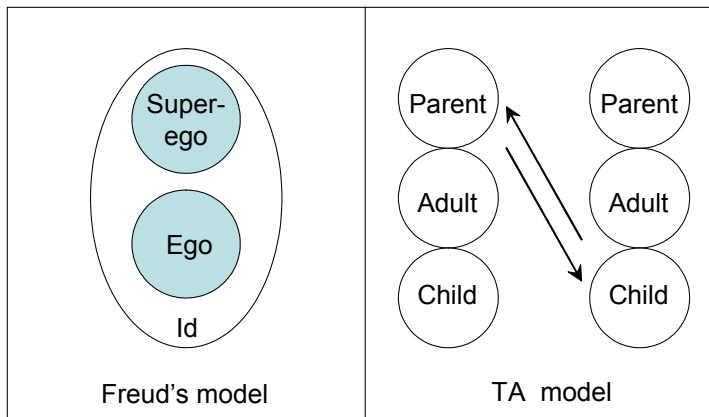 Super-
ego
Ego
Id
Freud's model
Parent
Parent
Adult
Adult
Child
Child
TA model